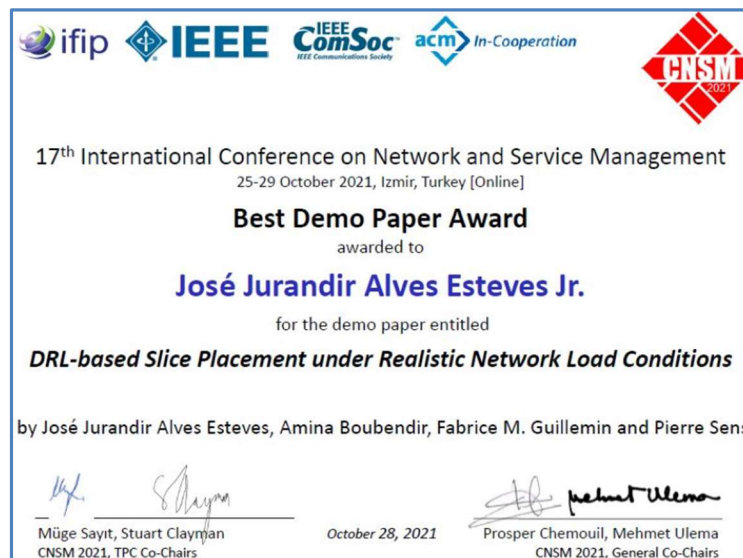 ifip IEEE IEEE ComSoc™ IEEE Communications Society acm In-Cooperation
CNSM 2021
17th International Conference on Network and Service Management
25-29 October 2021, Izmir, Turkey [Online]
Best Demo Paper Award
awarded to
José Jurandir Alves Esteves Jr.
for the demo paper entitled
DRL-based Slice Placement under Realistic Network Load Conditions
by José Jurandir Alves Esteves, Amina Boubendir, Fabrice M. Guillemin and Pierre Sens
S Clayman Mehmet Ulema
Müge Sayıt, Stuart Clayman October 28, 2021 Prosper Chemouil, Mehmet Ulema
CNSM 2021, TPC Co-Chairs CNSM 2021, General Co-Chairs